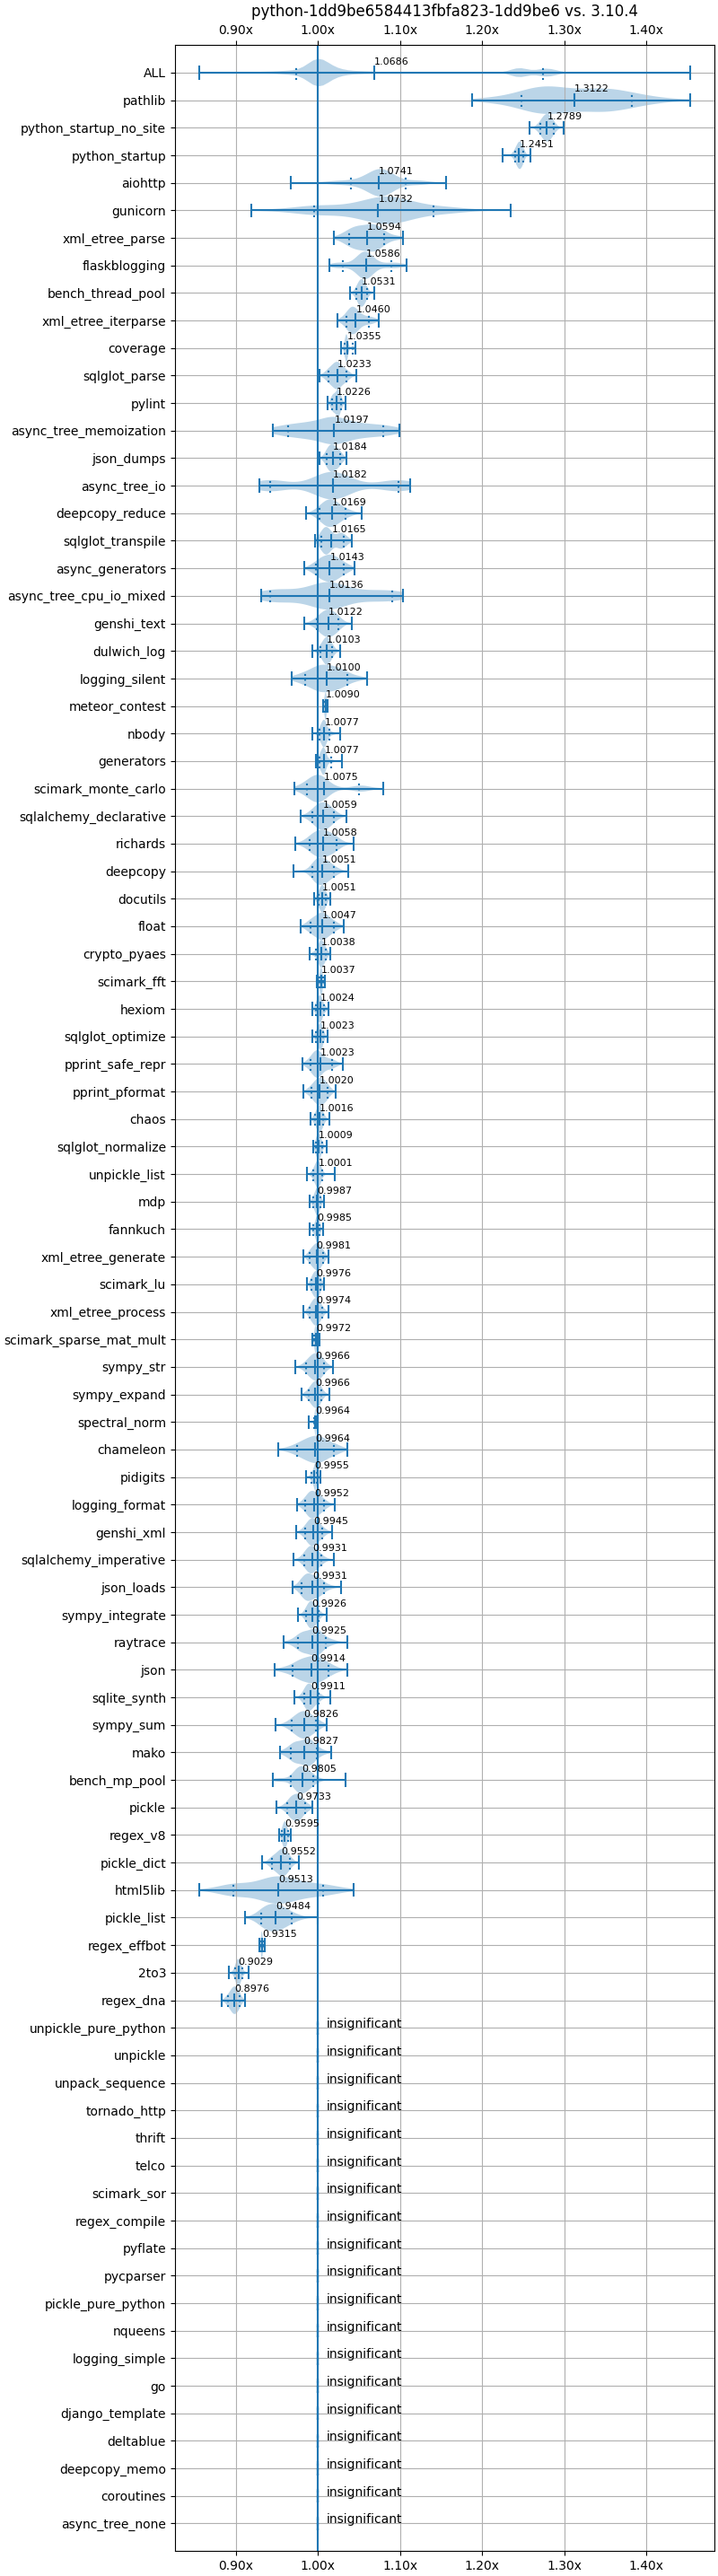 python-1dd9be6584413fbfa823-1dd9be6 vs. 3.10.4
0.90x 1.00x 1.10x 1.20x 1.30x 1.40x
ALL 1.0686
pathlib 1.3122
python_startup_no_site 1.2789
python_startup 1.2451
aiohttp 1.0741
gunicorn 1.0732
xml_etree_parse 1.0594
flaskblogging 1.0586
bench_thread_pool 1.0531
xml_etree_iterparse 1.0460
coverage 1.0355
sqlglot_parse 1.0233
pylint 1.0226
async_tree_memoization 1.0197
json_dumps 1.0184
async_tree_io 1.0182
deepcopy_reduce 1.0169
sqlglot_transpile 1.0165
async_generators 1.0143
async_tree_cpu_io_mixed 1.0136
genshi_text 1.0122
dulwich_log 1.0103
logging_silent 1.0100
meteor_contest 1.0090
nbody 1.0077
generators 1.0077
scimark_monte_carlo 1.0075
sqlalchemy_declarative 1.0059
richards 1.0058
deepcopy 1.0051
docutils 1.0051
float 1.0047
crypto_pyaes 1.0038
scimark_fft 1.0037
hexiom 1.0024
sqlglot_optimize 1.0023
pprint_safe_repr 1.0023
pprint_pformat 1.0020
chaos 1.0016
sqlglot_normalize 1.0009
unpickle_list 1.0001
mdp 0.9987
fannkuch 0.9985
xml_etree_generate 0.9981
scimark_lu 0.9976
xml_etree_process 0.9974
scimark_sparse_mat_mult 0.9972
sympy_str 0.9966
sympy_expand 0.9966
spectral_norm 0.9964
chameleon 0.9964
pidigits 0.9955
logging_format 0.9952
genshi_xml 0.9945
sqlalchemy_imperative 0.9931
json_loads 0.9931
sympy_integrate 0.9926
raytrace 0.9925
json 0.9914
sqlite_synth 0.9911
sympy_sum 0.9826
mako 0.9827
bench_mp_pool 0.9805
pickle 0.9733
regex_v8 0.9595
pickle_dict 0.9552
html5lib 0.9513
pickle_list 0.9484
regex_effbot 0.9315
2to3 0.9029
regex_dna 0.8976
unpickle_pure_python insignificant
unpickle insignificant
unpack_sequence insignificant
tornado_http insignificant
thrift insignificant
telco insignificant
scimark_sor insignificant
regex_compile insignificant
pyflate insignificant
pycparser insignificant
pickle_pure_python insignificant
nqueens insignificant
logging_simple insignificant
go insignificant
django_template insignificant
deltablue insignificant
deepcopy_memo insignificant
coroutines insignificant
async_tree_none insignificant
0.90x 1.00x 1.10x 1.20x 1.30x 1.40x